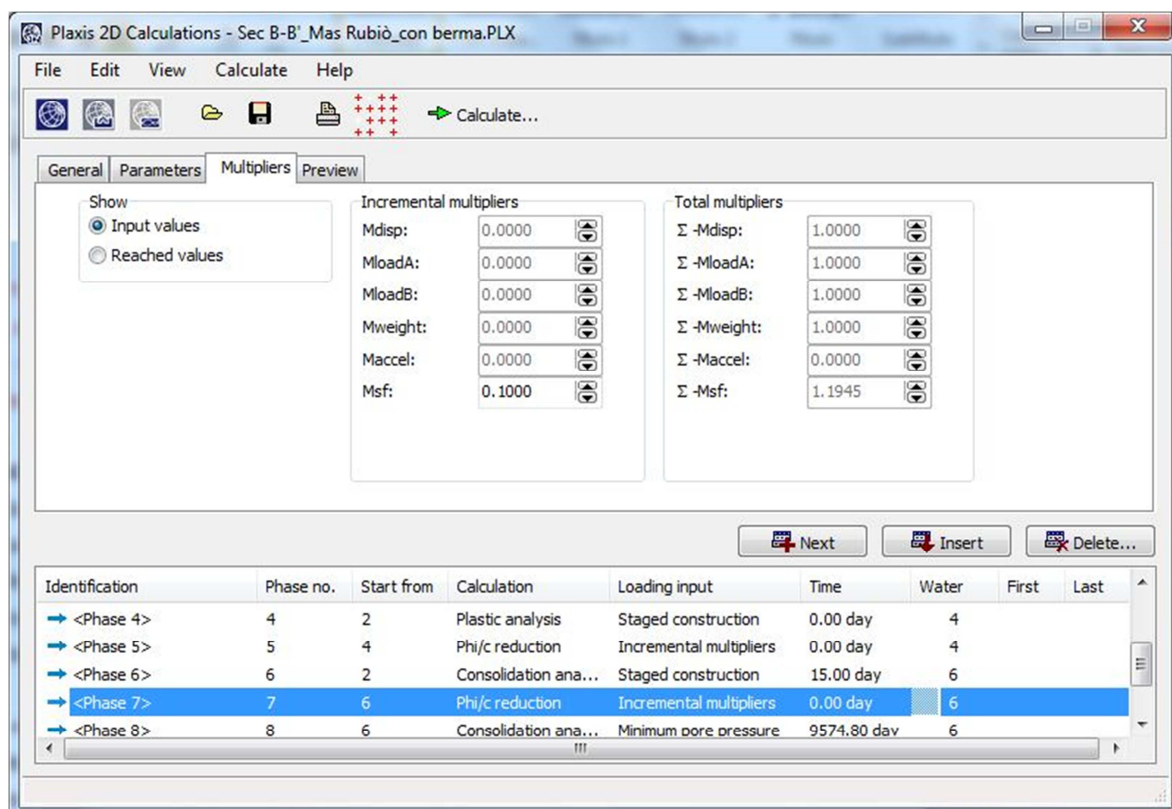 Plaxis 2D Calculations - Sec B-B'_Mas Rubiò_con berma.PLX
File Edit View Calculate Help
Calculate...
General Parameters Multipliers Preview
Show
Input values
Reached values
Incremental multipliers
Mdisp: 0.0000
MloadA: 0.0000
MloadB: 0.0000
Mweight: 0.0000
Maccel: 0.0000
Msf: 0.1000
Total multipliers
Σ -Mdisp: 1.0000
Σ -MloadA: 1.0000
Σ -MloadB: 1.0000
Σ -Mweight: 1.0000
Σ -Maccel: 0.0000
Σ -Msf: 1.1945
Next Insert Delete...
Identification Phase no. Start from Calculation Loading input Time Water First Last
<Phase 4> 4 2 Plastic analysis Staged construction 0.00 day 4
<Phase 5> 5 4 Phi/c reduction Incremental multipliers 0.00 day 4
<Phase 6> 6 2 Consolidation ana... Staged construction 15.00 day 6
<Phase 7> 7 6 Phi/c reduction Incremental multipliers 0.00 day 6
<Phase 8> 8 6 Consolidation ana... Minimum pore pressure 9574.80 day 6